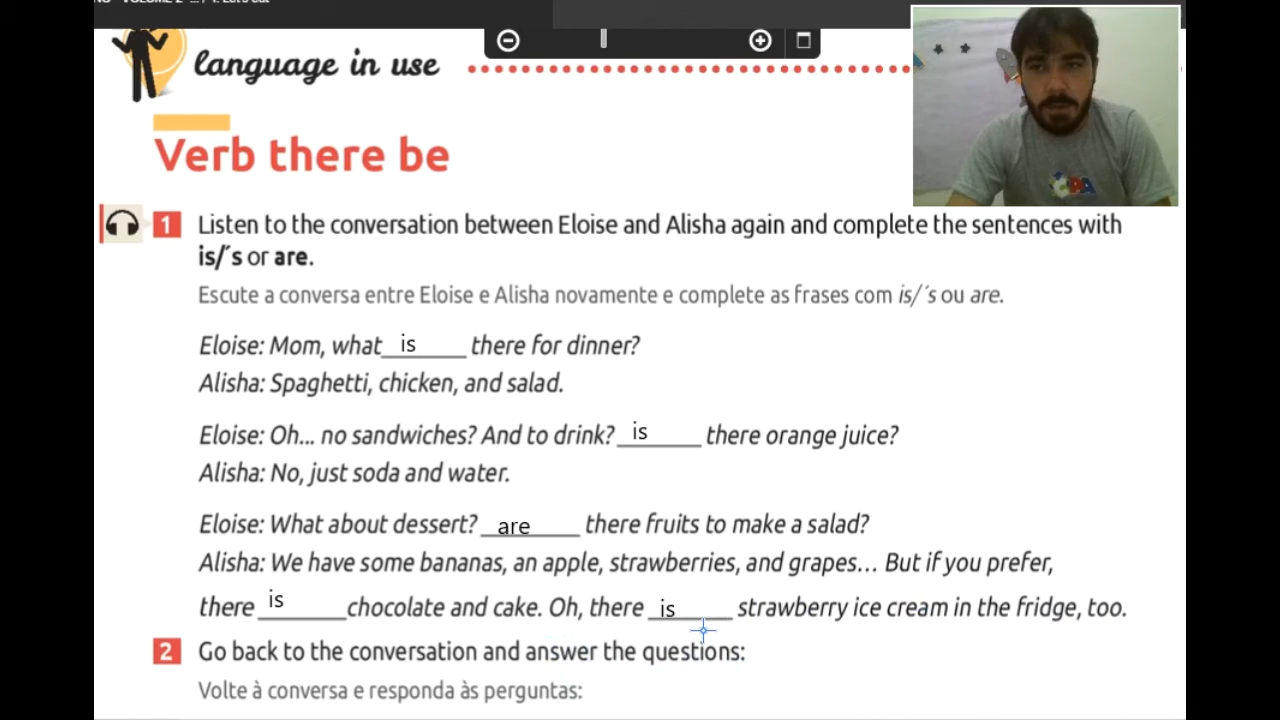 language in use
Verb there be
1 Listen to the conversation between Eloise and Alisha again and complete the sentences with
is/´s or are.
Escute a conversa entre Eloise e Alisha novamente e complete as frases com is/´s ou are.
Eloise: Mom, what is there for dinner?
Alisha: Spaghetti, chicken, and salad.
Eloise: Oh... no sandwiches? And to drink? is there orange juice?
Alisha: No, just soda and water.
Eloise: What about dessert? are there fruits to make a salad?
Alisha: We have some bananas, an apple, strawberries, and grapes... But if you prefer,
there is chocolate and cake. Oh, there is strawberry ice cream in the fridge, too.
2 Go back to the conversation and answer the questions:
Volte à conversa e responda às perguntas: